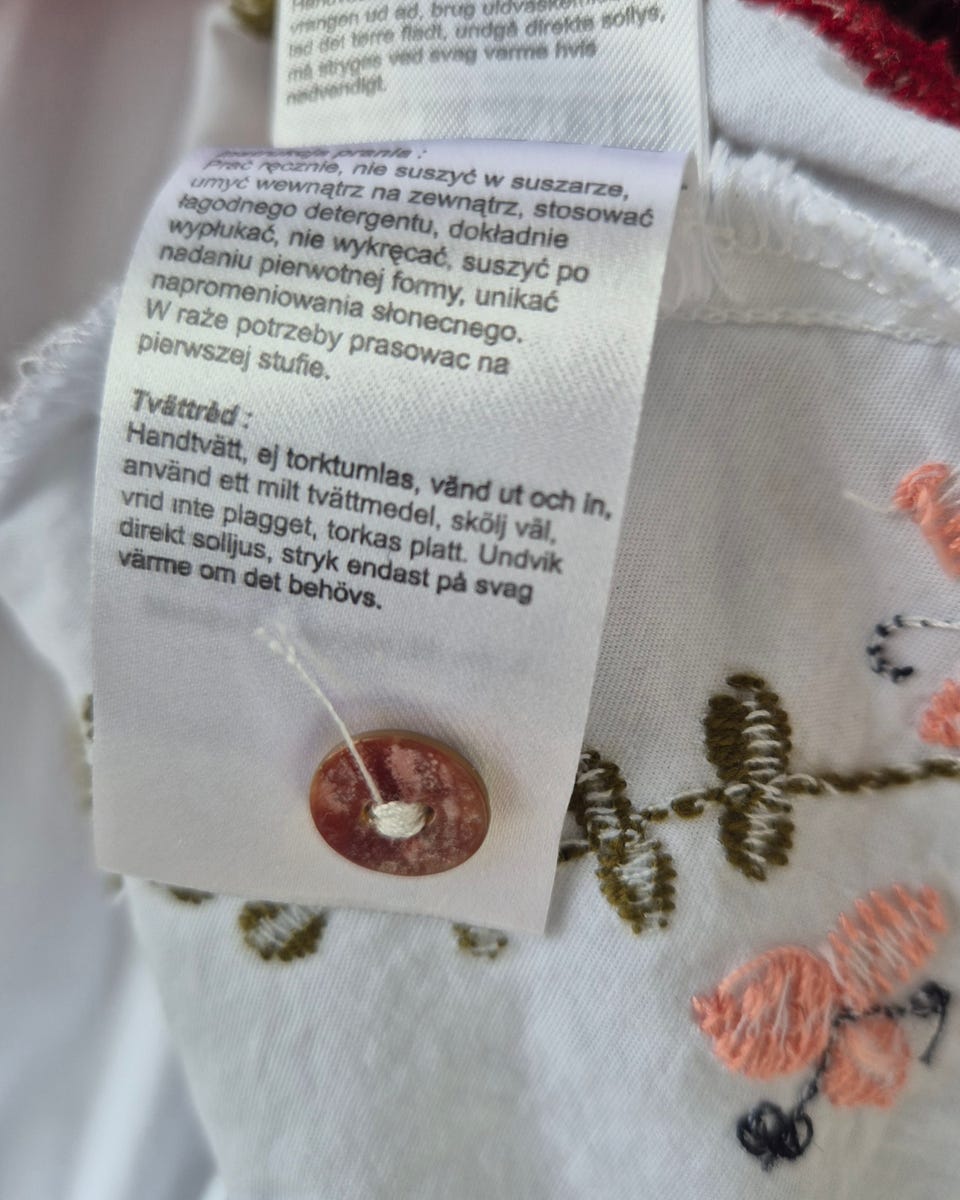 vrangen ud ad, brug uldvaskemiddel,
lad det tørre fladt, undgå direkte sollys,
må stryges ved svag varme hvis
nødvendigt.
Instrukcja prania :
Prać ręcznie, nie suszyć w suszarze,
umyć wewnątrz na zewnątrz, stosować
łagodnego detergentu, dokładnie
wypłukać, nie wykręcać, suszyć po
nadaniu pierwotnej formy, unikać
napromeniowania słonecznego.
W raże potrzeby prasowac na
pierwszej stufie.
Tvättråd :
Handtvätt, ej torktumlas, vänd ut och in,
använd ett milt tvättmedel, skölj väl,
vrid inte plagget, torkas platt. Undvik
direkt solljus, stryk endast på svag
värme om det behövs.